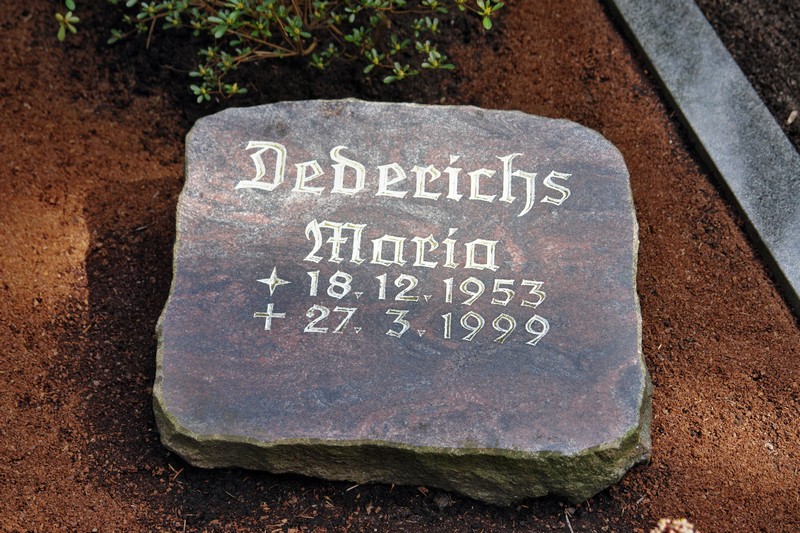 Dederichs
Maria
✧ 18. 12. 1953
✝ 27. 3. 1999